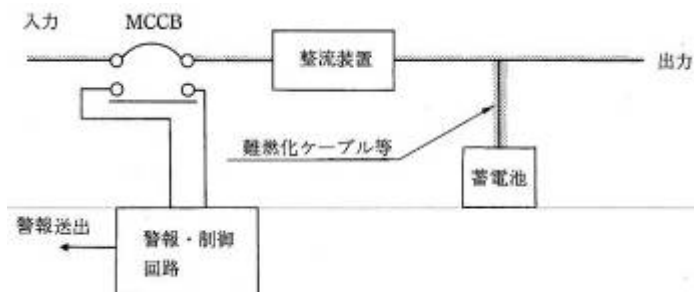 入力
MCCB
整流装置
出力
難燃化ケーブル等
蓄電池
警報送出
警報・制御
回路